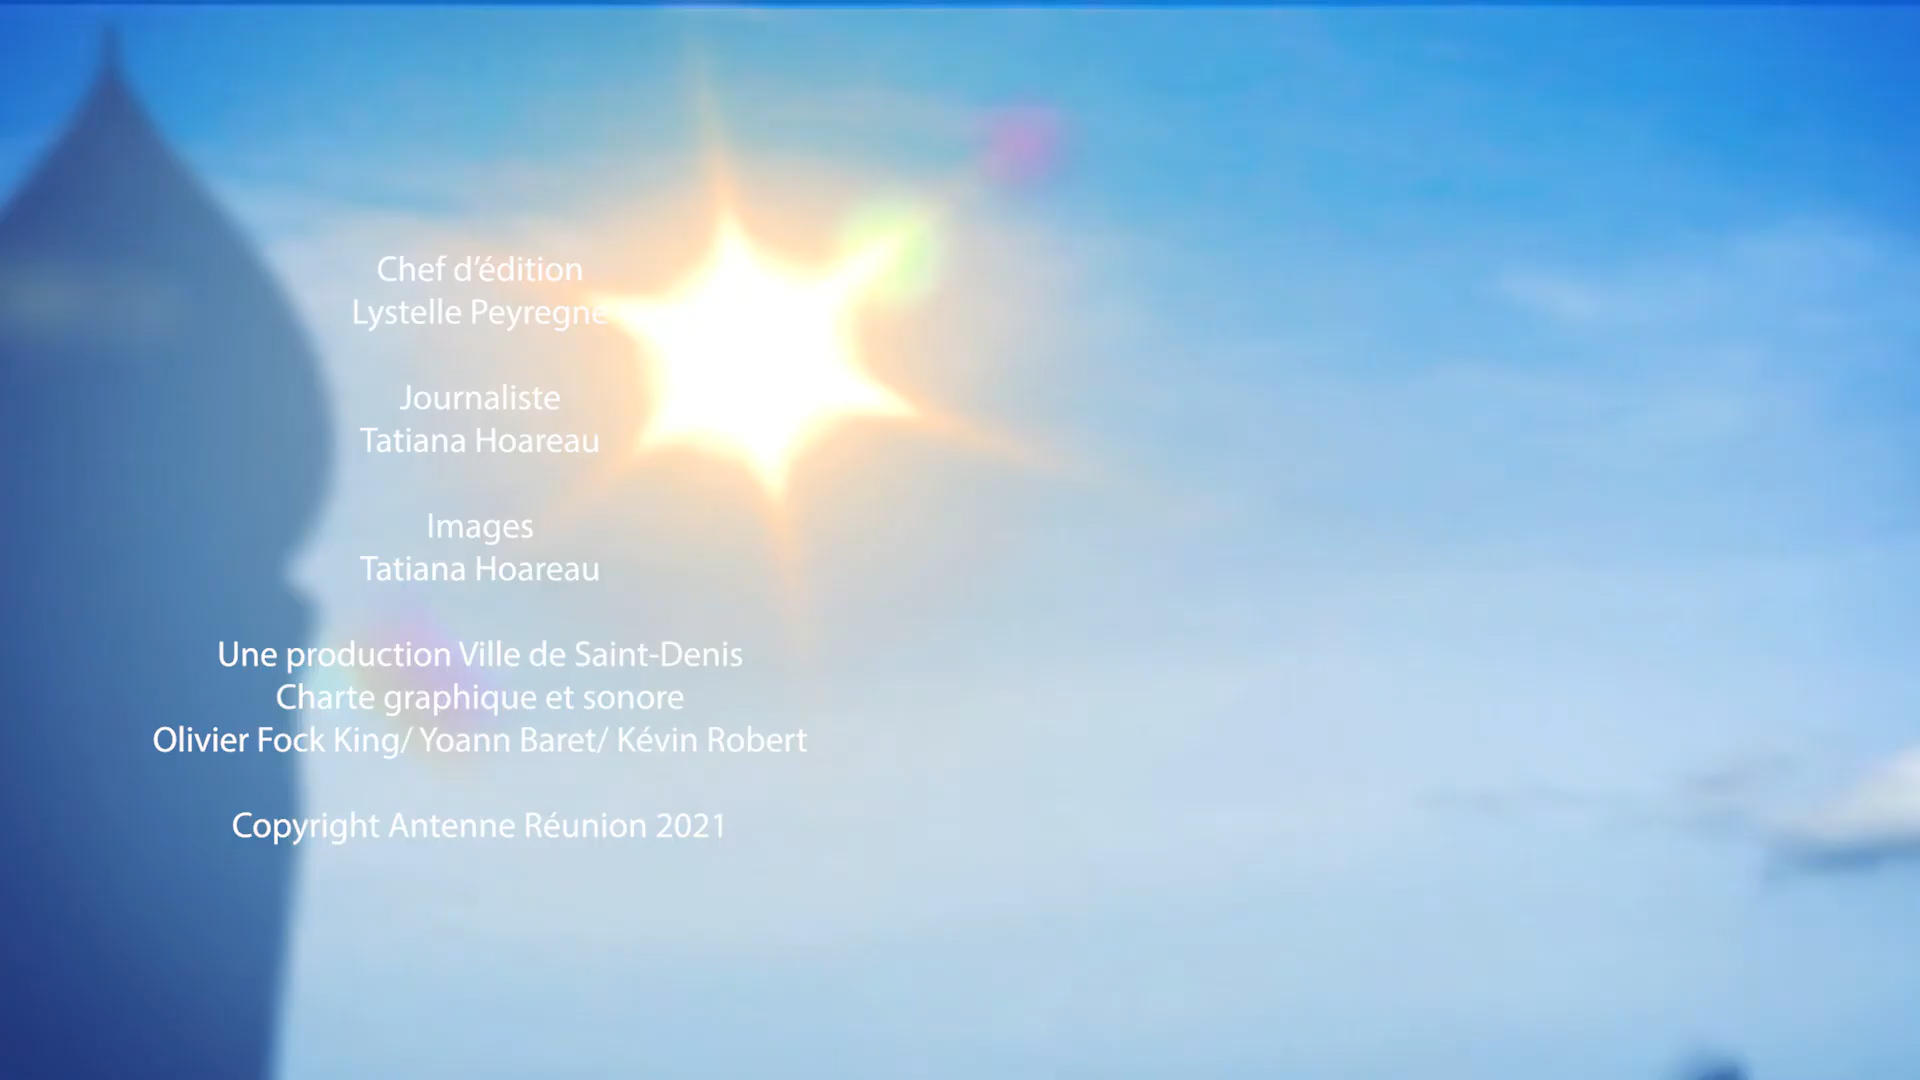 Chef d’édition
Lystelle Peyregne
Journaliste
Tatiana Hoareau
Images
Tatiana Hoareau
Une production Ville de Saint-Denis
Charte graphique et sonore
Olivier Fock King/ Yoann Baret/ Kévin Robert
Copyright Antenne Réunion 2021